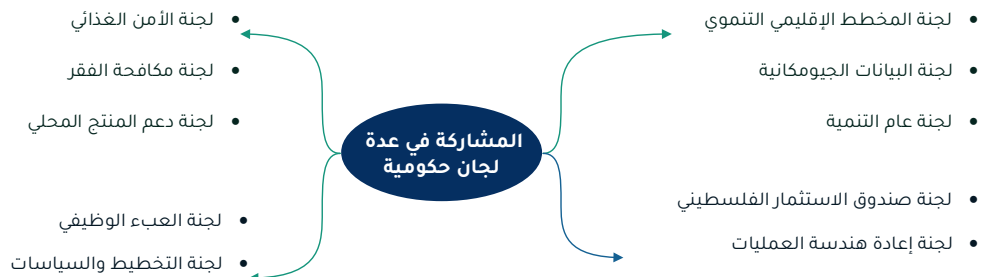 لجنة المخطط الإقليمي التنموي
لجنة البيانات الجيومكانية
لجنة عام التنمية
لجنة صندوق الاستثمار الفلسطيني
لجنة إعادة هندسة العمليات
المشاركة في عدة
لجان حكومية
لجنة الأمن الغذائي
لجنة مكافحة الفقر
لجنة دعم المنتج المحلي
لجنة العبء الوظيفي
لجنة التخطيط والسياسات